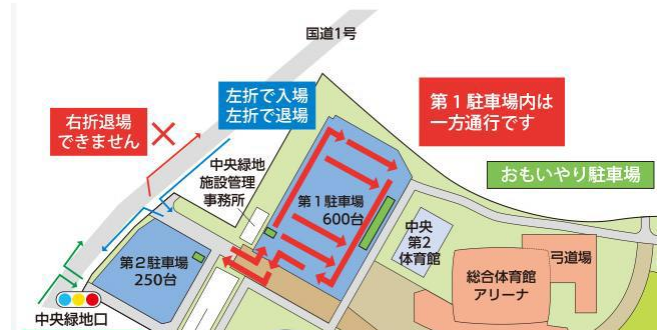 国道1号
左折で入場
左折で退場
右折退場
できません
第1駐車場内は
一方通行です
おもいやり駐車場
中央緑地
施設管理
事務所
第1駐車場
600台
中央
第2
体育館
弓道場
総合体育館
アリーナ
第2駐車場
250台
中央緑地口